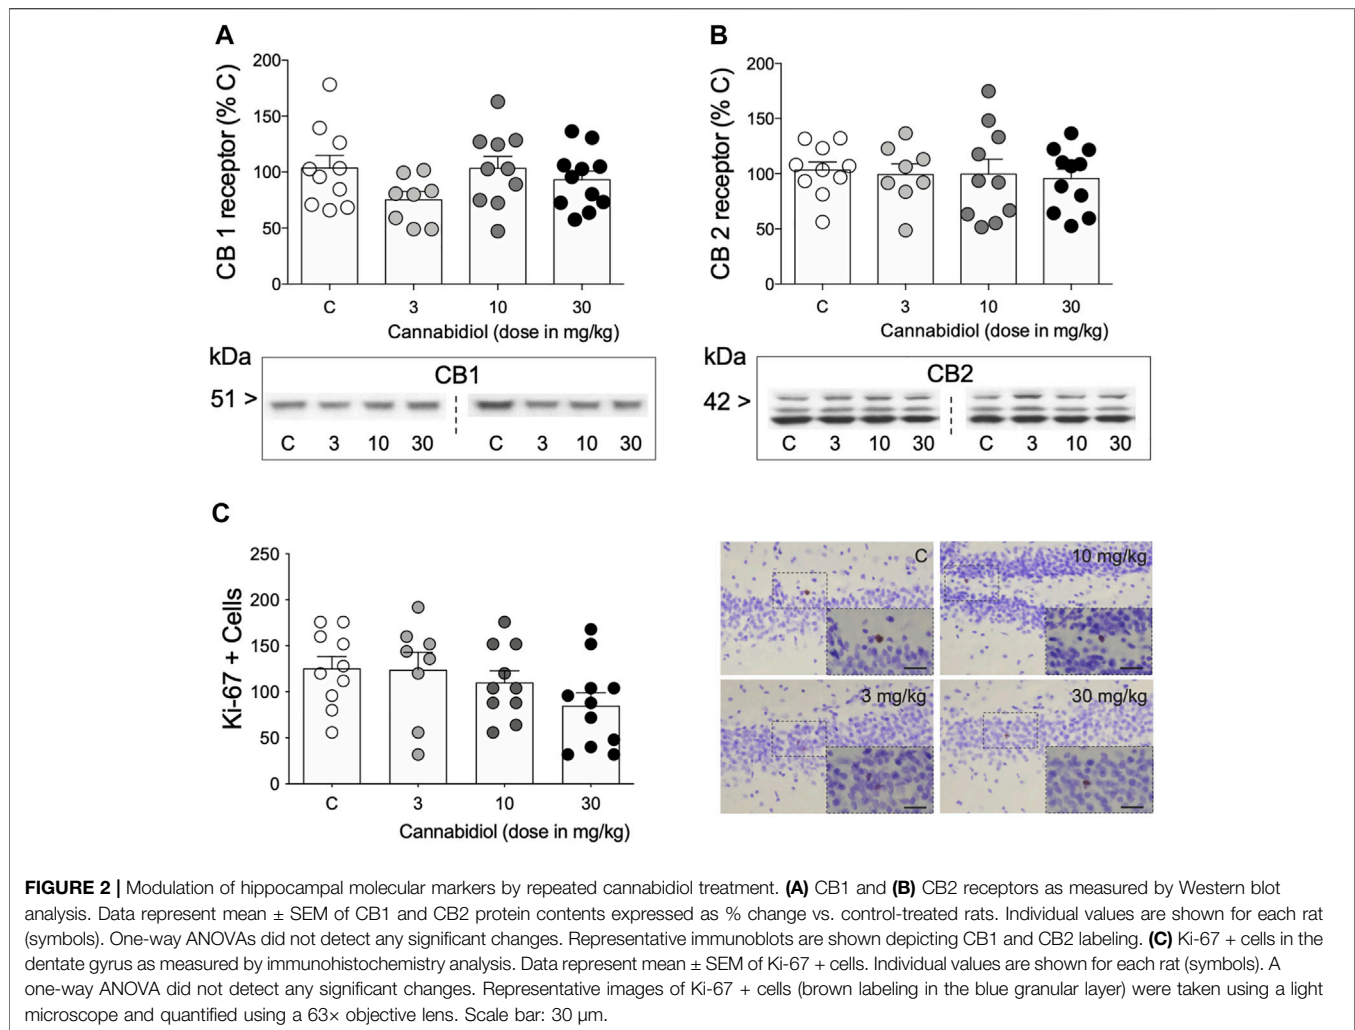 A
200
150
100
50
0
CB 1 receptor (% C)
C 3 10 30
Cannabidiol (dose in mg/kg)
kDa
51 >
CB1
C 3 10 30 C 3 10 30
B
200
150
100
50
0
CB 2 receptor (% C)
C 3 10 30
Cannabidiol (dose in mg/kg)
kDa
42 >
CB2
C 3 10 30 C 3 10 30
C
250
200
150
100
50
0
Ki-67 + Cells
C 3 10 30
Cannabidiol (dose in mg/kg)
C
10 mg/kg
3 mg/kg
30 mg/kg
FIGURE 2 | Modulation of hippocampal molecular markers by repeated cannabidiol treatment. (A) CB1 and (B) CB2 receptors as measured by Western blot
analysis. Data represent mean ± SEM of CB1 and CB2 protein contents expressed as % change vs. control-treated rats. Individual values are shown for each rat
(symbols). One-way ANOVAs did not detect any significant changes. Representative immunoblots are shown depicting CB1 and CB2 labeling. (C) Ki-67 + cells in the
dentate gyrus as measured by immunohistochemistry analysis. Data represent mean ± SEM of Ki-67 + cells. Individual values are shown for each rat (symbols). A
one-way ANOVA did not detect any significant changes. Representative images of Ki-67 + cells (brown labeling in the blue granular layer) were taken using a light
microscope and quantified using a 63× objective lens. Scale bar: 30 μm.